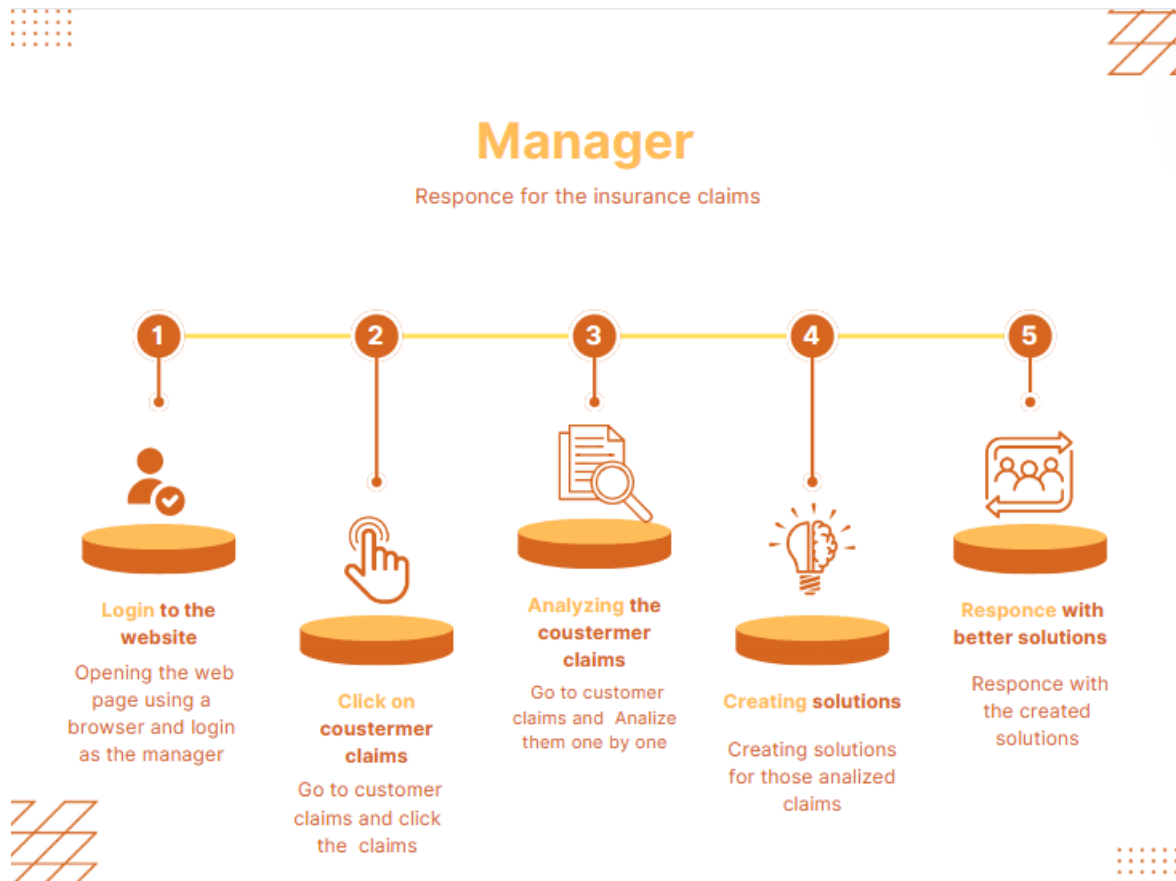 Manager
Responce for the insurance claims
1
2
3
4
5
Login to the
website
Opening the web
page using a
browser and login
as the manager
Click on
coustermer
claims
Go to customer
claims and click
the claims
Analyzing the
coustermer
claims
Go to customer
claims and Analize
them one by one
Creating solutions
Creating solutions
for those analized
claims
Responce with
better solutions
Responce with
the created
solutions